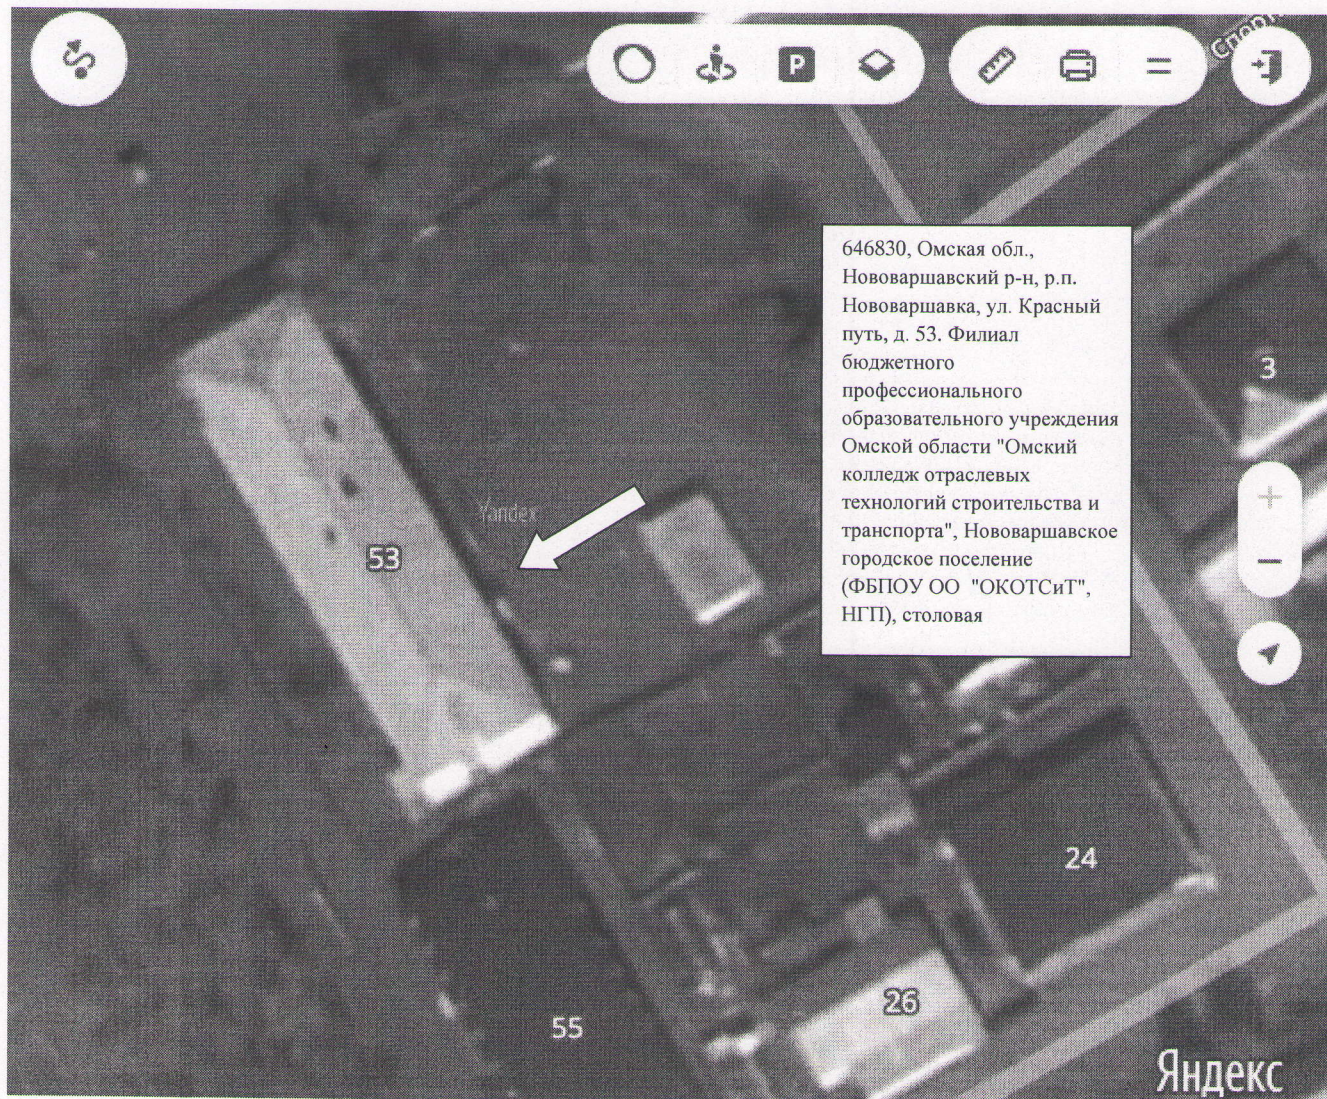 Спорт
P
646830, Омская обл.,
Нововаршавский р-н, р.п.
Нововаршавка, ул. Красный
путь, д. 53. Филиал
бюджетного
профессионального
образовательного учреждения
Омской области "Омский
колледж отраслевых
технологий строительства и
транспорта", Нововаршавское
городское поселение
(ФБПОУ ОО "ОКОТСиТ",
НГП), столовая
3
Yandex
53
24
26
55
Яндекс